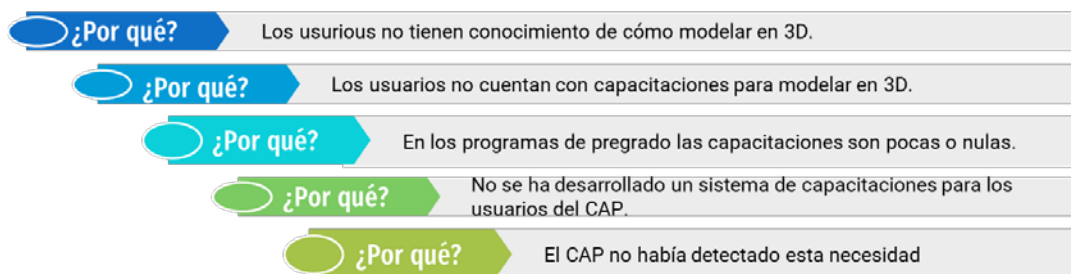 ¿Por qué? Los usurious no tienen conocimiento de cómo modelar en 3D.
¿Por qué? Los usuarios no cuentan con capacitaciones para modelar en 3D.
¿Por qué? En los programas de pregrado las capacitaciones son pocas o nulas.
¿Por qué? No se ha desarrollado un sistema de capacitaciones para los
usuarios del CAP.
¿Por qué? El CAP no había detectado esta necesidad